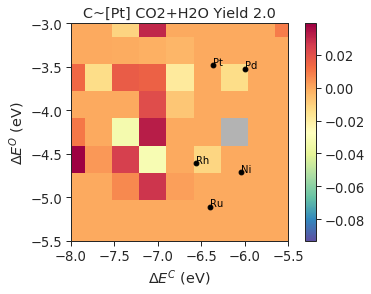 C~[Pt] CO2+H2O Yield 2.0
−3.0
−3.5
−4.0
−4.5
−5.0
−5.5
ΔE^O (eV)
Pt
Pd
Rh
Ni
Ru
−8.0 −7.5 −7.0 −6.5 −6.0 −5.5
ΔE^C (eV)
0.02
0.00
−0.02
−0.04
−0.06
−0.08